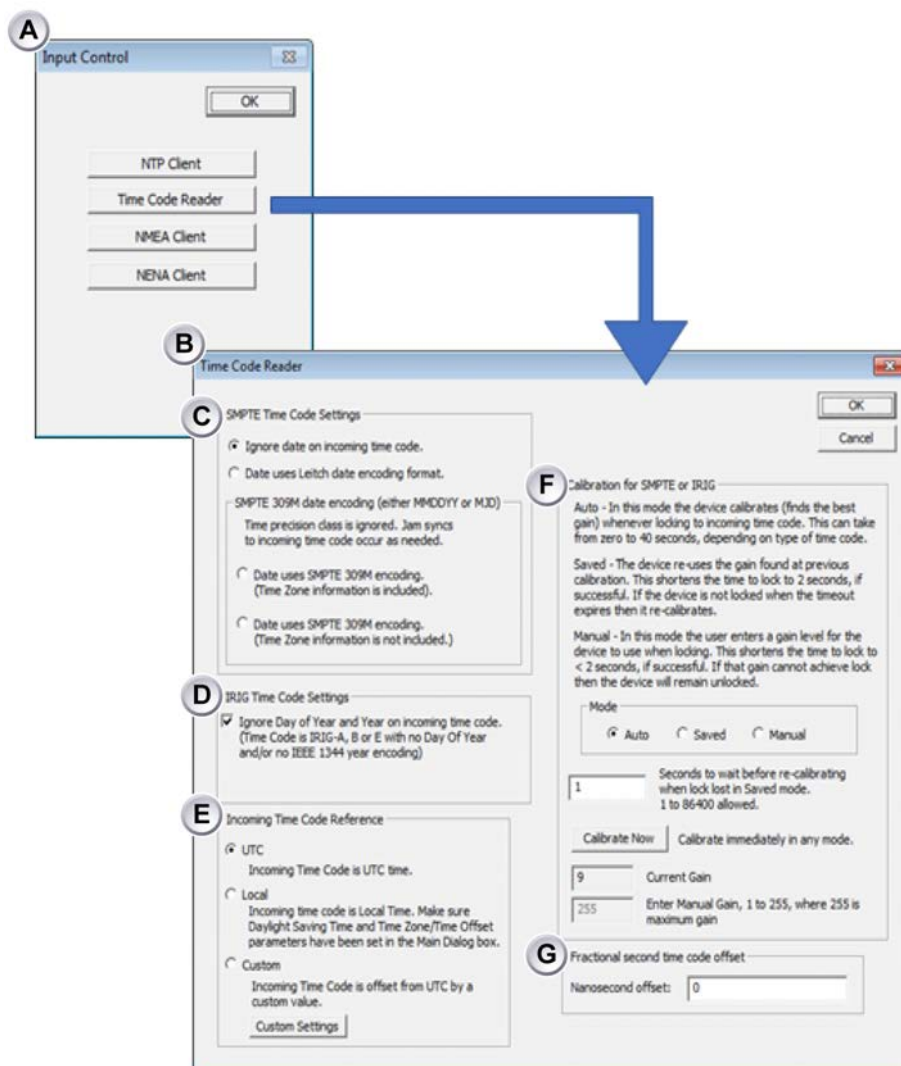 A
Input Control
OK
NTP Client
Time Code Reader
NMEA Client
NENA Client
B
Time Code Reader
OK
Cancel
C
SMPTE Time Code Settings
Ignore date on incoming time code.
Date uses Leitch date encoding format.
SMPTE 309M date encoding (either MMDDYY or MJD)
Time precision class is ignored. Jam syncs
to incoming time code occur as needed.
Date uses SMPTE 309M encoding.
(Time Zone information is included).
Date uses SMPTE 309M encoding.
(Time Zone information is not included.)
D
IRIG Time Code Settings
Ignore Day of Year and Year on incoming time code.
(Time Code is IRIG-A, B or E with no Day Of Year
and/or no IEEE 1344 year encoding)
E
Incoming Time Code Reference
UTC
Incoming Time Code is UTC time.
Local
Incoming time code is Local Time. Make sure
Daylight Saving Time and Time Zone/Time Offset
parameters have been set in the Main Dialog box.
Custom
Incoming Time Code is offset from UTC by a
custom value.
Custom Settings
F
Calibration for SMPTE or IRIG
Auto - In this mode the device calibrates (finds the best
gain) whenever locking to incoming time code. This can take
from zero to 40 seconds, depending on type of time code.
Saved - The device re-uses the gain found at previous
calibration. This shortens the time to lock to 2 seconds, if
successful. If the device is not locked when the timeout
expires then it re-calibrates.
Manual - In this mode the user enters a gain level for the
device to use when locking. This shortens the time to lock to
< 2 seconds, if successful. If that gain cannot achieve lock
then the device will remain unlocked.
Mode
Auto Saved Manual
1
Seconds to wait before re-calibrating
when lock lost in Saved mode.
1 to 86400 allowed.
Calibrate Now Calibrate immediately in any mode.
9 Current Gain
255 Enter Manual Gain, 1 to 255, where 255 is
maximum gain
G
Fractional second time code offset
Nanosecond offset: 0